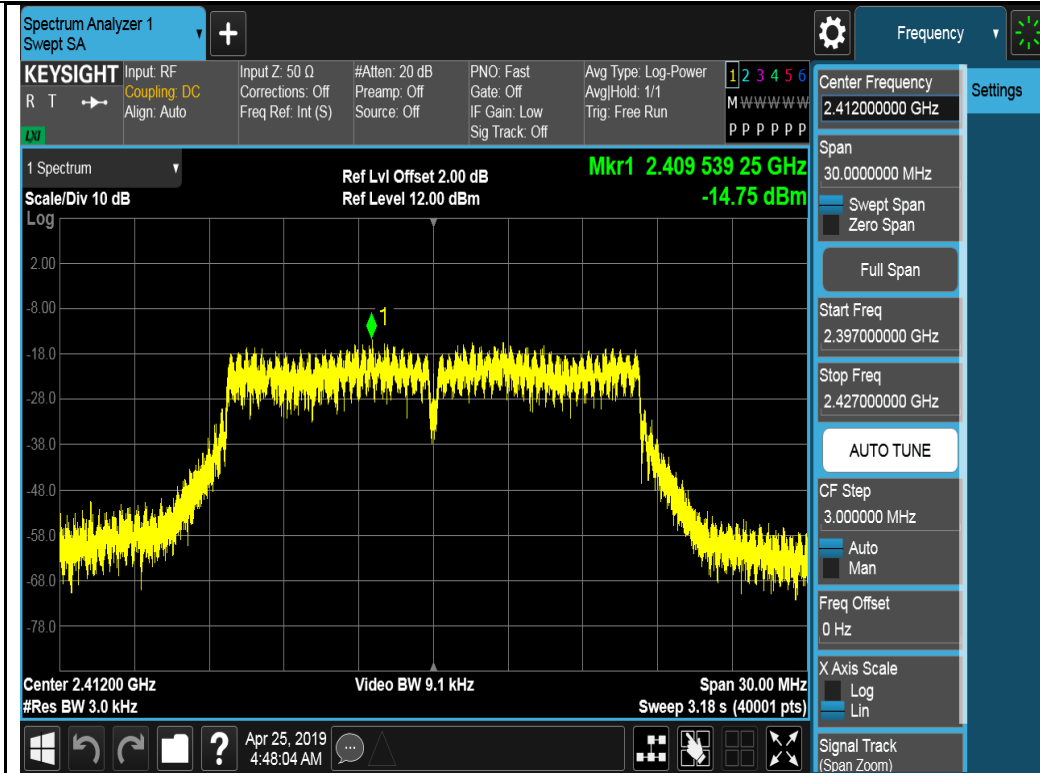 Spectrum Analyzer 1
Swept SA
+
Frequency
KEYSIGHT
R T
LXI
Input: RF
Coupling: DC
Align: Auto
Input Z: 50 Ω
Corrections: Off
Freq Ref: Int (S)
#Atten: 20 dB
Preamp: Off
Source: Off
PNO: Fast
Gate: Off
IF Gain: Low
Sig Track: Off
Avg Type: Log-Power
Avg|Hold: 1/1
Trig: Free Run
1 2 3 4 5 6
M W W W W W
P P P P P P
1 Spectrum
Scale/Div 10 dB
Log
Ref Lvl Offset 2.00 dB
Ref Level 12.00 dBm
Mkr1 2.409 539 25 GHz
-14.75 dBm
2.00
-8.00
1
-18.0
-28.0
-38.0
-48.0
-58.0
-68.0
-78.0
Center 2.41200 GHz
Video BW 9.1 kHz
Span 30.00 MHz
#Res BW 3.0 kHz
Sweep 3.18 s (40001 pts)
?
Apr 25, 2019
4:48:04 AM
Center Frequency
2.412000000 GHz
Settings
Span
30.0000000 MHz
Swept Span
Zero Span
Full Span
Start Freq
2.397000000 GHz
Stop Freq
2.427000000 GHz
AUTO TUNE
CF Step
3.000000 MHz
Auto
Man
Freq Offset
0 Hz
X Axis Scale
Log
Lin
Signal Track
(Span Zoom)